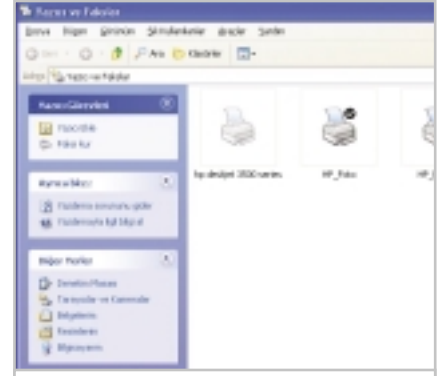 Yazıcı ve Fakslar
Dosya Düzen Görünüm Sık Kullanılanlar Araçlar Yardım
Ara Klasörler
Yazıcı ve Fakslar
Yazıcı Görevleri
Yazıcı ekle
Faks Kur
Ayrıca bkz:
Yazdırma sorununu gider
Yazdırmayla ilgili bilgi al
Diğer Yerler
Denetim Masası
Tarayıcılar ve Kameralar
Belgelerim
Resimlerim
Bilgisayarım
hp deskjet 3500 series
HP_Foto